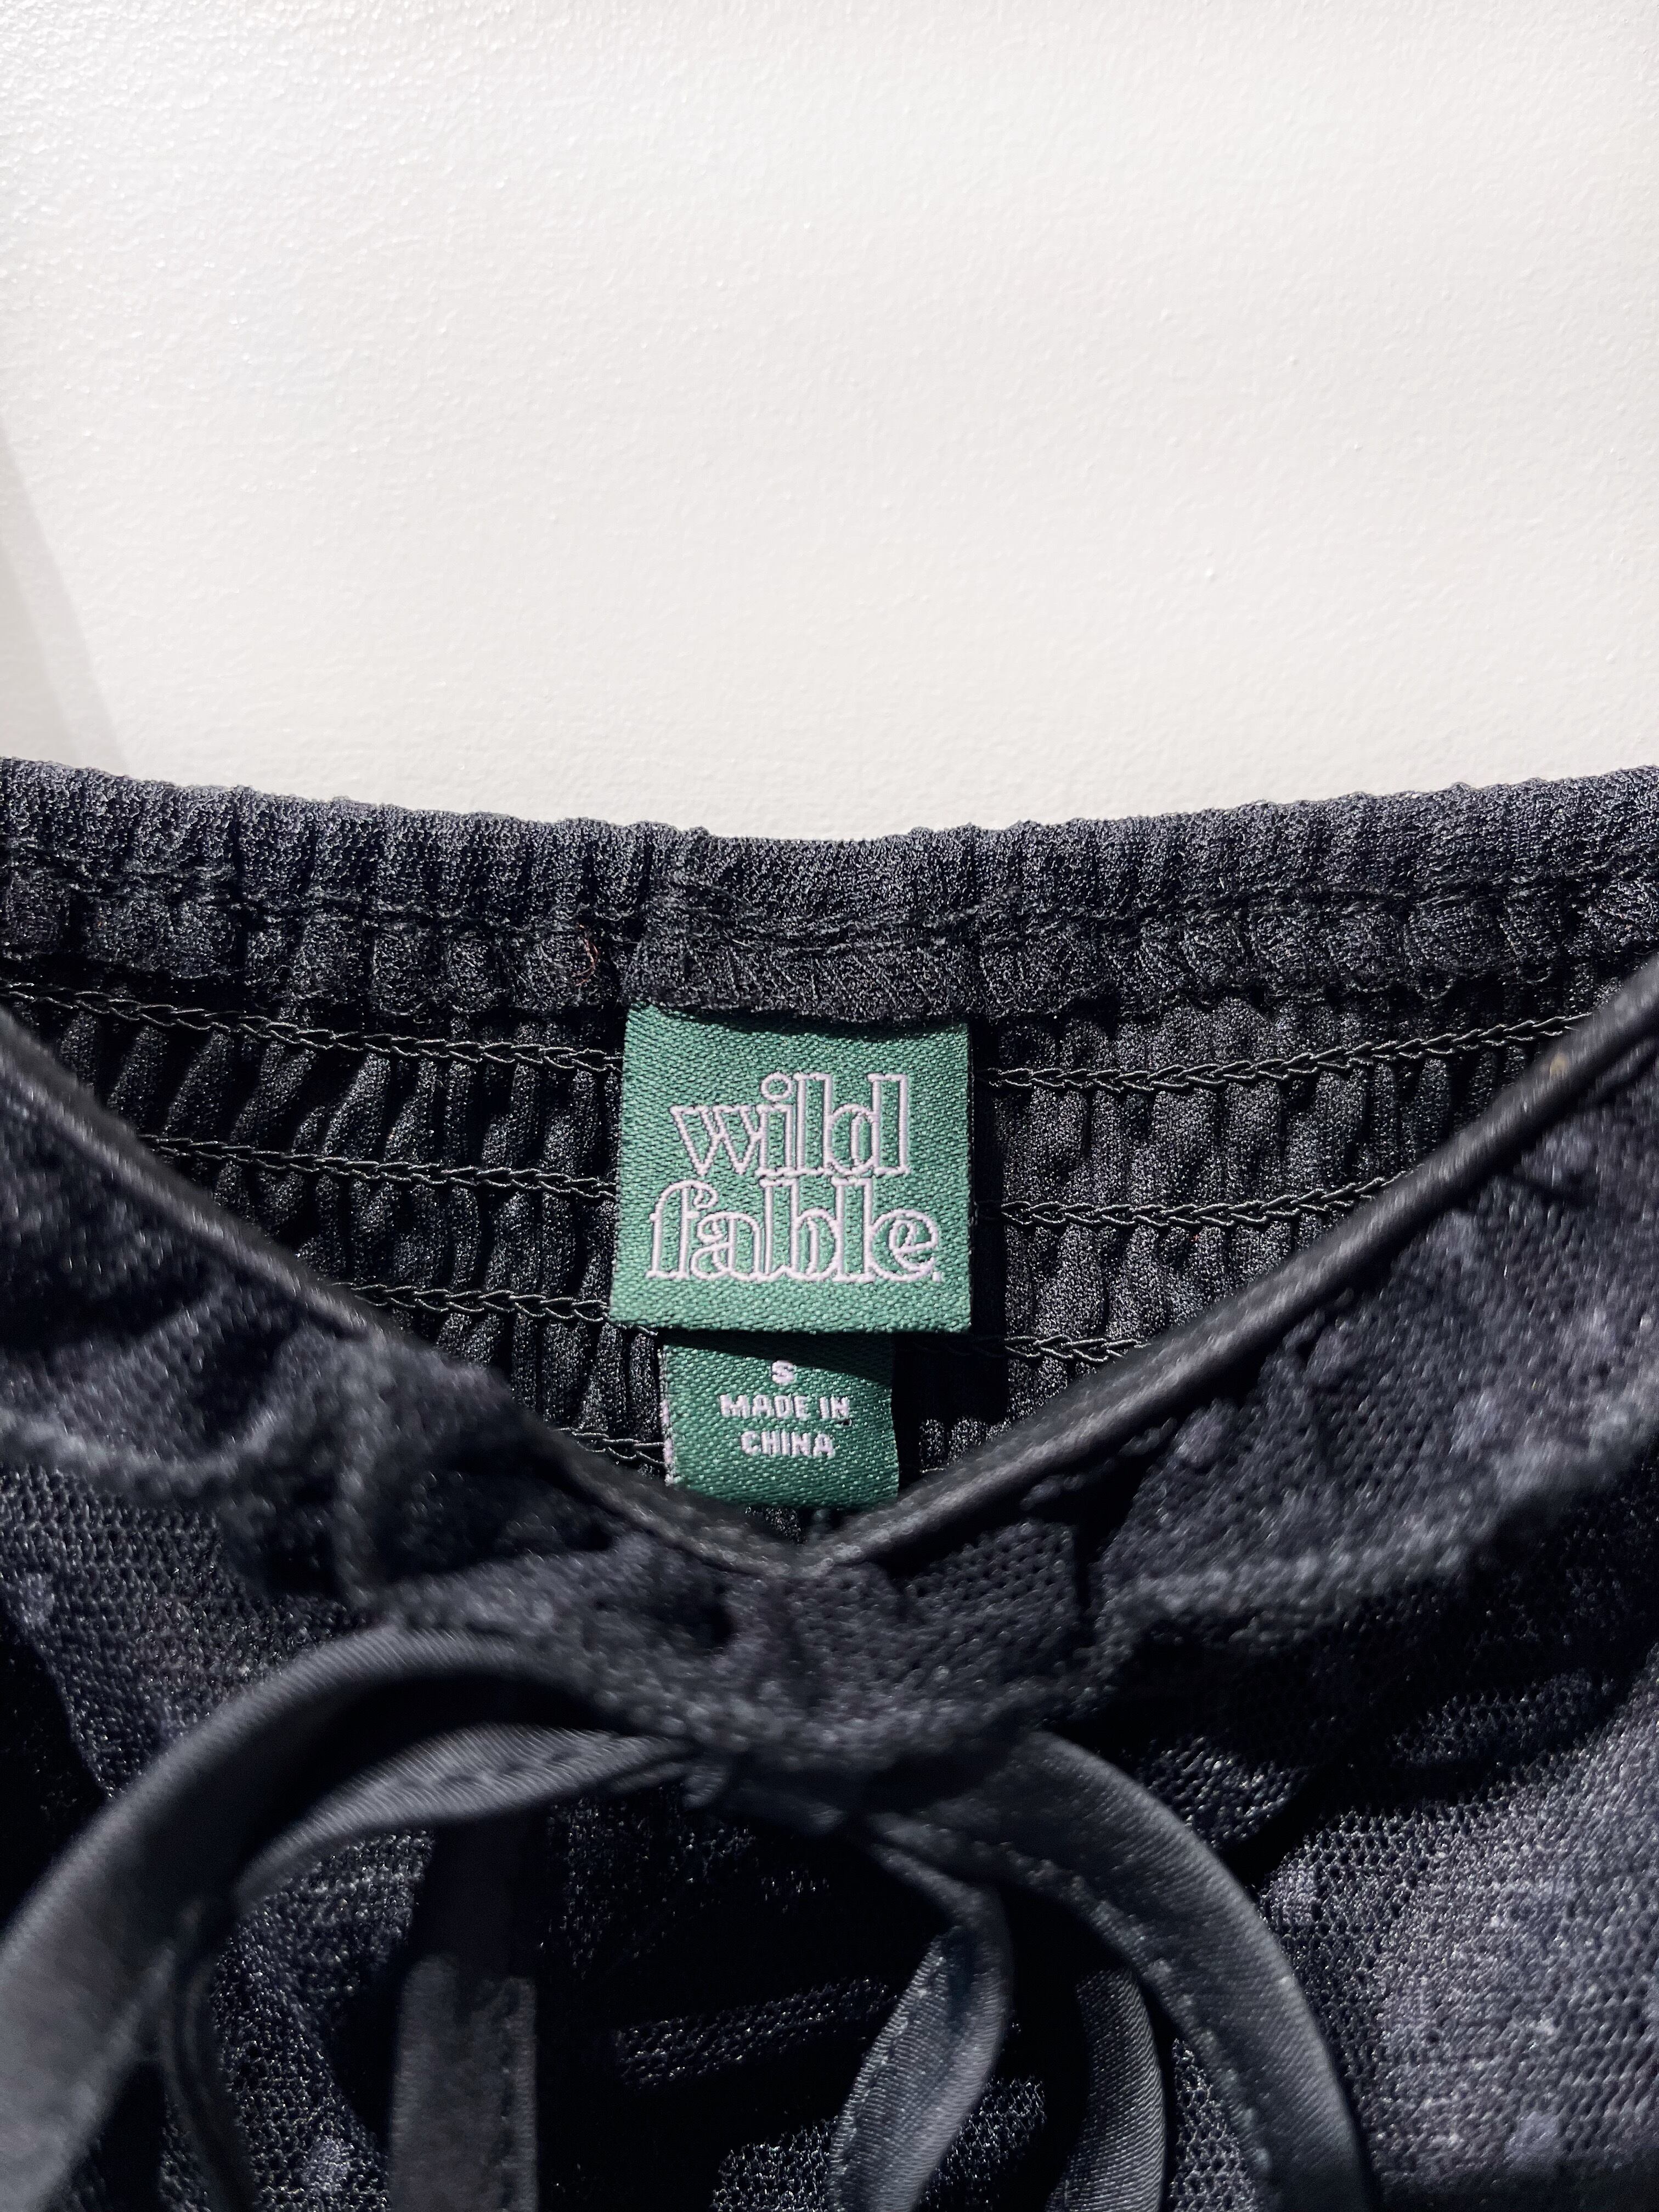 wild
fable.
S
MADE IN
CHINA